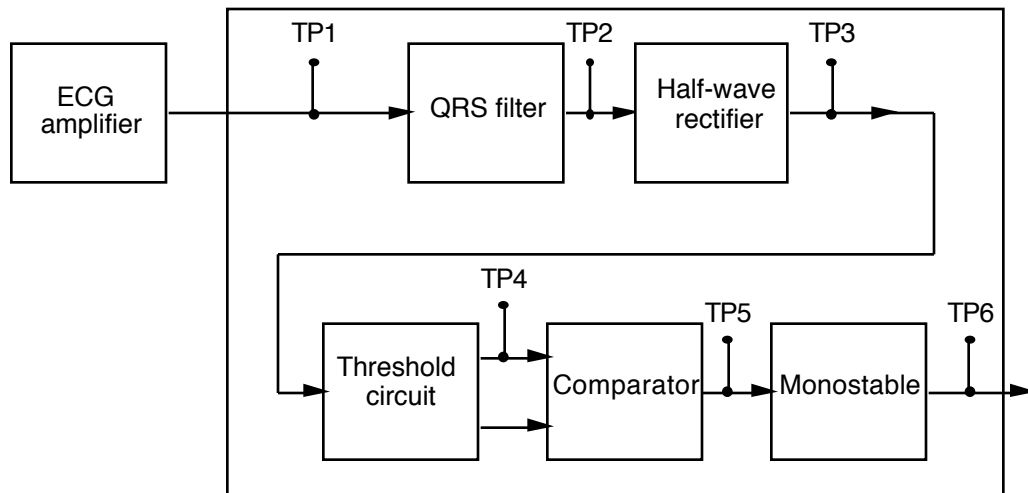 TP1
TP2
TP3
ECG
amplifier
QRS filter
Half-wave
rectifier
TP4
TP5
TP6
Threshold
circuit
Comparator
Monostable